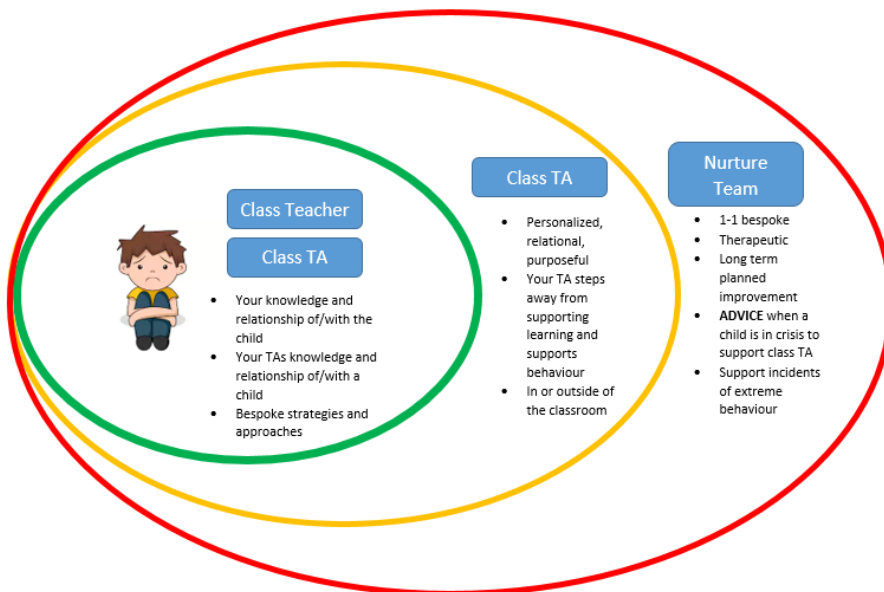 Class Teacher
Class TA
• Your knowledge and
relationship of/with the
child
• Your TAs knowledge and
relationship of/with a
child
• Bespoke strategies and
approaches
Class TA
• Personalized,
relational,
purposeful
• Your TA steps
away from
supporting
learning and
supports
behaviour
• In or outside of
the classroom
Nurture
Team
• 1-1 bespoke
• Therapeutic
• Long term
planned
improvement
• ADVICE when a
child is in crisis to
support class TA
• Support incidents
of extreme
behaviour